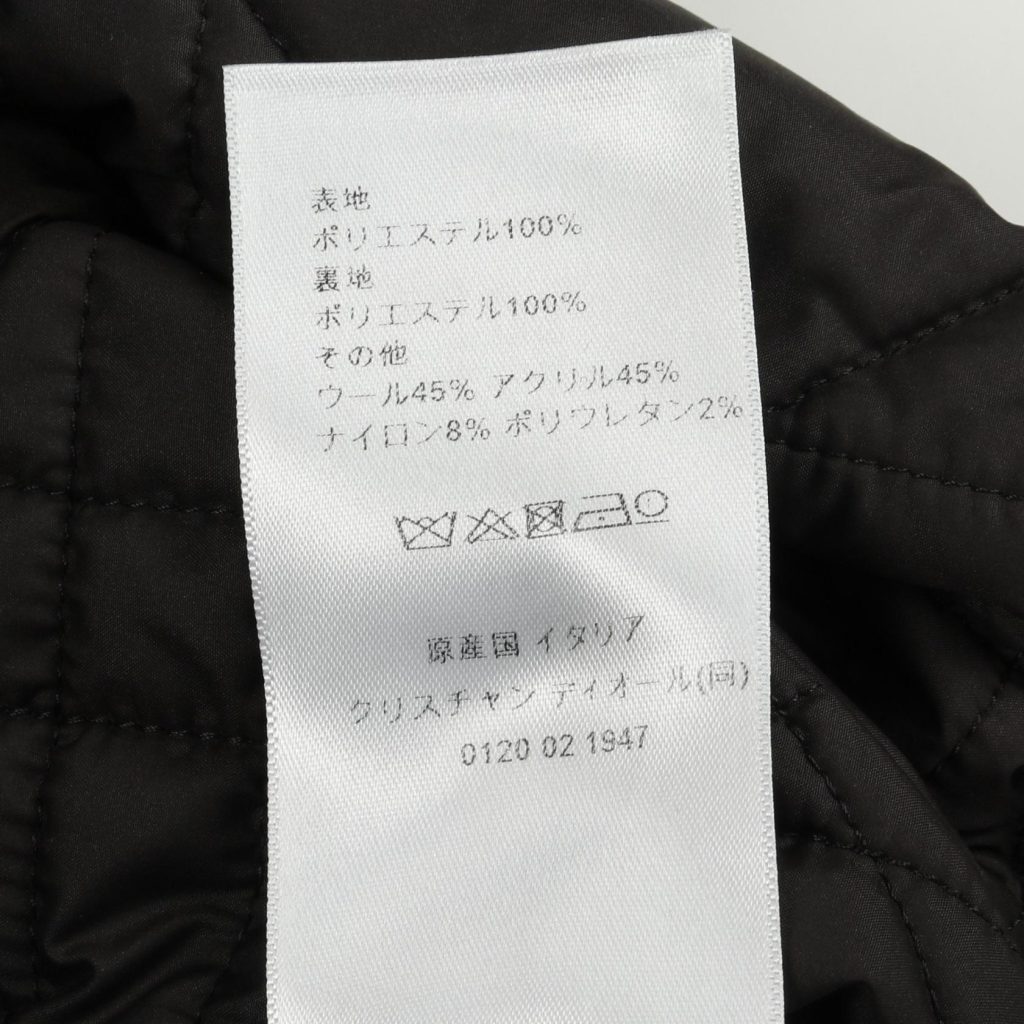 表地
ポリエステル100%
裏地
ポリエステル100%
その他
ウール45% アクリル45%
ナイロン8% ポリウレタン2%
原産国 イタリア
クリスチャン ディオール(同)
0120 02 1947